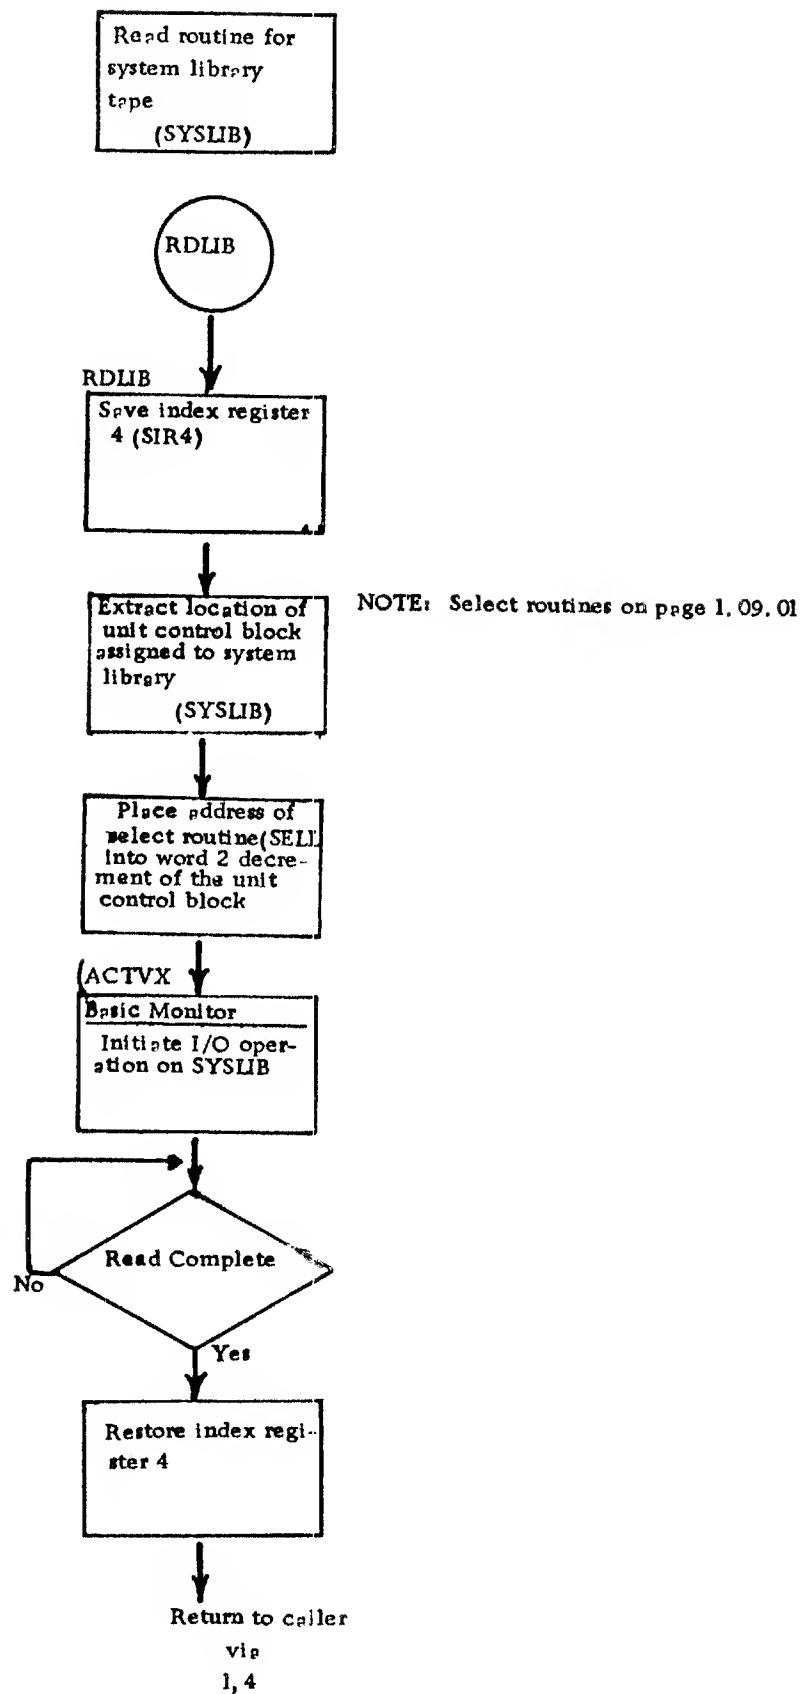 Read routine for
system library
tape
(SYSLIB)
RDLIB
RDLIB
Save index register
4 (SIR4)
Extract location of
unit control block
assigned to system
library
(SYSLIB)
NOTE: Select routines on page 1.09.01
Place address of
select routine(SELL
into word 2 decre-
ment of the unit
control block
(ACTVX
Basic Monitor
Initiate I/O oper-
ation on SYSLIB
Read Complete
No
Yes
Restore index regi-
ster 4
Return to caller
via
1, 4